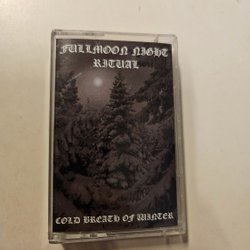 FULLMOON NIGHT
RITUAL
COLD BREATH OF WINTER